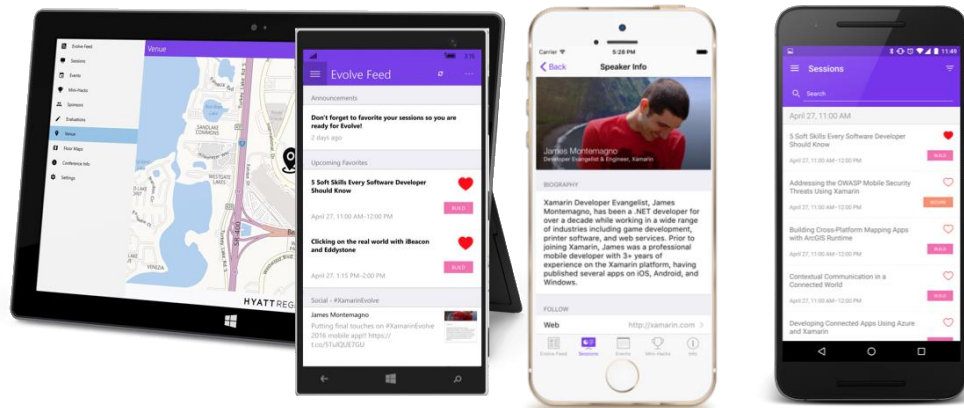 Evolve Feed
Sessions
Events
Mini-Hacks
Sponsors
Evaluations
Venue
Floor Maps
Conference Info
Settings
Venue
SANDLAKE
COMMONS
WESTGATE
LAKES
VENEZIA
HYATT REG
3:16
Evolve Feed
Announcements
Don't forget to favorite your sessions so you are
ready for Evolve!
2 days ago
Upcoming Favorites
5 Soft Skills Every Software Developer
Should Know
April 27, 11:00 AM-12:00 PM
BUILD
Clicking on the real world with iBeacon
and Eddystone
April 27, 1:15 PM-2:00 PM
BUILD
Social - #XamarinEvolve
James Montemagno
Putting final touches on #XamarinEvolve
2016 mobile app!! https://
Carrier
5:28 PM
Back
Speaker Info
James Montemagno
Developer Evangelist & Engineer, Xamarin
BIOGRAPHY
Xamarin Developer Evangelist, James
Montemagno, has been a .NET developer for
over a decade while working in a wide range
of industries including game development,
printer software, and web services. Prior to
joining Xamarin, James was a professional
mobile developer with 3+ years of
experience on the Xamarin platform, having
published several apps on iOS, Android, and
Windows.
FOLLOW
Web http://xamarin.com
Evolve Feed Sessions Events Mini-Hacks Info
11:49
Sessions
Search
April 27, 11:00 AM
5 Soft Skills Every Software Developer
Should Know
April 27, 11:00 AM-12:00 PM
BUILD
Addressing the OWASP Mobile Security
Threats Using Xamarin
April 27, 11:00 AM-12:00 PM
SECURE
Building Cross-Platform Mapping Apps
with ArcGIS Runtime
April 27, 11:00 AM-12:00 PM
BUILD
Contextual Communication in a
Connected World
April 27, 11:00 AM-12:00 PM
BUILD
Developing Connected Apps Using Azure
and Xamarin
BUILD